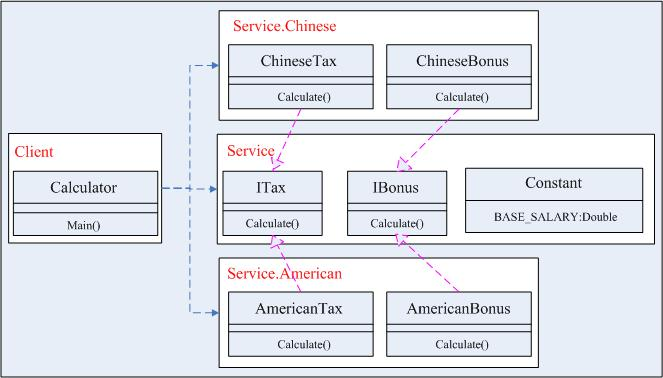 Service.Chinese
ChineseTax
Calculate()
ChineseBonus
Calculate()
Client
Calculator
Main()
Service
ITax
Calculate()
IBonus
Calculate()
Constant
BASE_SALARY:Double
Service.American
AmericanTax
Calculate()
AmericanBonus
Calculate()